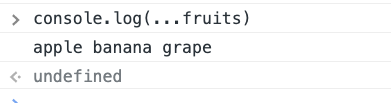 console.log(...fruits)
apple banana grape
undefined